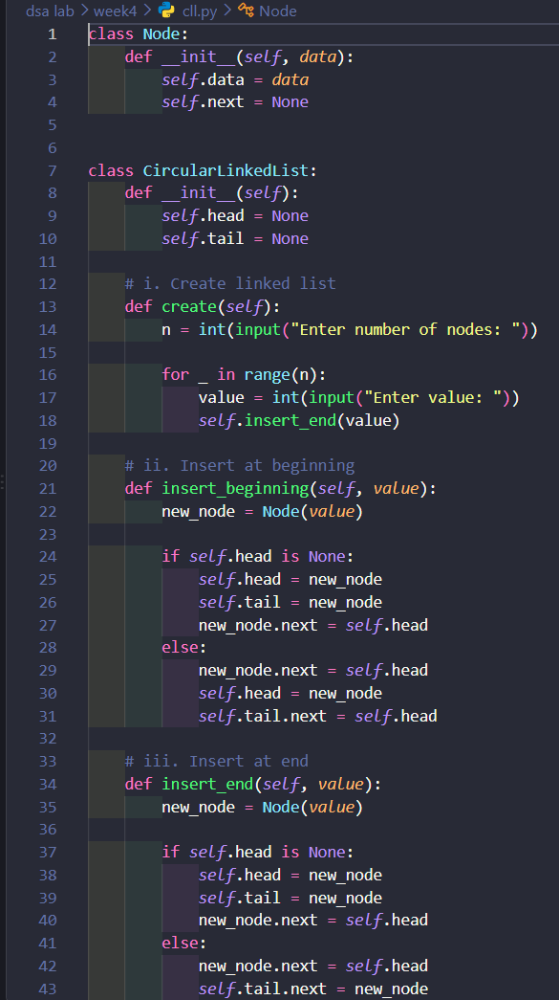 dsa lab > week4 > cll.py > Node
1 class Node:
2     def __init__(self, data):
3         self.data = data
4         self.next = None
5
6
7 class CircularLinkedList:
8     def __init__(self):
9         self.head = None
10         self.tail = None
11
12     # i. Create linked list
13     def create(self):
14         n = int(input("Enter number of nodes: "))
15
16         for _ in range(n):
17             value = int(input("Enter value: "))
18             self.insert_end(value)
19
20     # ii. Insert at beginning
21     def insert_beginning(self, value):
22         new_node = Node(value)
23
24         if self.head is None:
25             self.head = new_node
26             self.tail = new_node
27             new_node.next = self.head
28         else:
29             new_node.next = self.head
30             self.head = new_node
31             self.tail.next = self.head
32
33     # iii. Insert at end
34     def insert_end(self, value):
35         new_node = Node(value)
36
37         if self.head is None:
38             self.head = new_node
39             self.tail = new_node
40             new_node.next = self.head
41         else:
42             new_node.next = self.head
43             self.tail.next = new_node